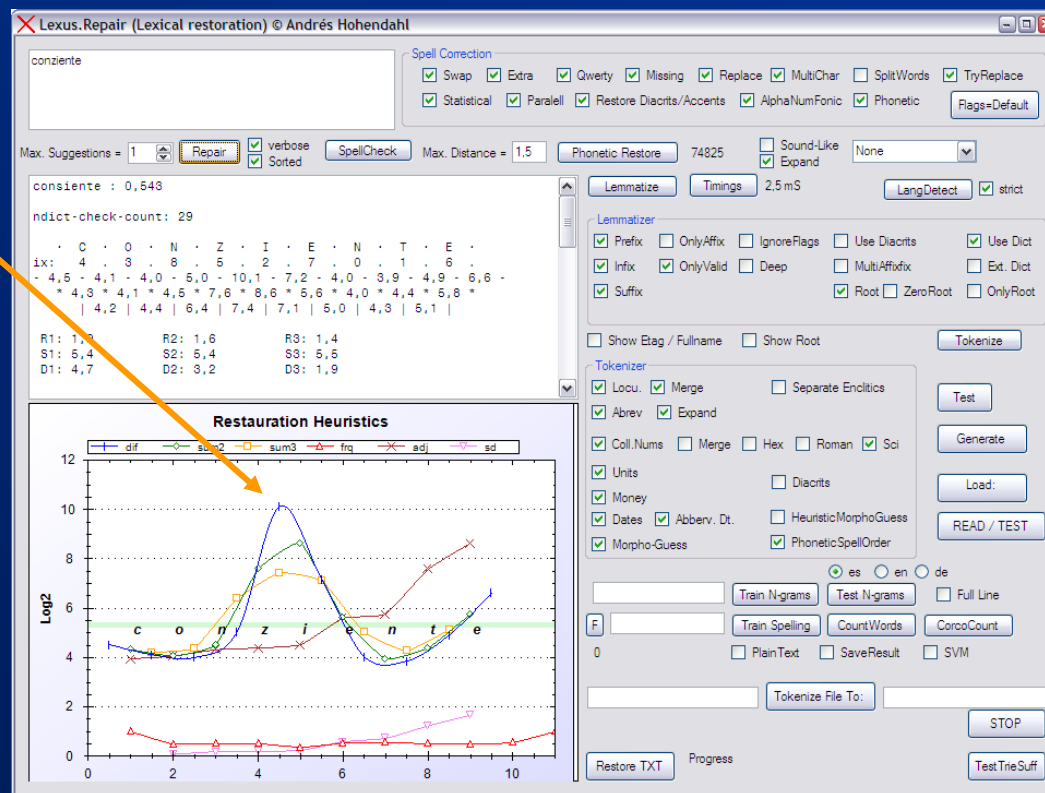 Lexus.Repair (Lexical restoration) © Andrés Hohendahl
conziente
Spell Correction
Swap Extra Qwerty Missing Replace MultiChar SplitWords TryReplace
Statistical Paralell Restore Diacrits/Accents AlphaNumFonic Phonetic Flags=Default
Max. Suggestions = 1 Repair verbose Sorted SpellCheck Max. Distance = 1,5 Phonetic Restore 74825 Sound-Like Expand None
consiente : 0,543
ndict-check-count: 29
· C · O · N · Z · I · E · N · T · E ·
ix: 4 . 3 . 8 . 5 . 2 . 7 . 0 . 1 . 6 .
- 4,5 - 4,1 - 4,0 - 5,0 - 10,1 - 7,2 - 4,0 - 3,9 - 4,9 - 6,6 -
* 4,3 * 4,1 * 4,5 * 7,6 * 8,6 * 5,6 * 4,0 * 4,4 * 5,8 *
| 4,2 | 4,4 | 6,4 | 7,4 | 7,1 | 5,0 | 4,3 | 5,1 |
R1: R2: 1,6 R3: 1,4
S1: 5,4 S2: 5,4 S3: 5,5
D1: 4,7 D2: 3,2 D3: 1,9
Lemmatize Timings 2,5 mS LangDetect strict
Lemmatizer
Prefix OnlyAffix IgnoreFlags Use Diacrits Use Dict
Infix OnlyValid Deep MultiAffixfix Ext. Dict
Suffix Root ZeroRoot OnlyRoot
Show Etag / Fullname Show Root Tokenize
Tokenizer
Locu. Merge Separate Enclitics
Abrev Expand
Coll.Nums Merge Hex Roman Sci
Units
Diacrits
Money
Dates Abberv. Dt. HeuristicMorphoGuess
Morpho-Guess PhoneticSpellOrder
Test
Generate
Load:
READ / TEST
es en de
Train N-grams Test N-grams Full Line
F Train Spelling CountWords CorcoCount
0 PlainText SaveResult SVM
Tokenize File To:
STOP
Restore TXT Progress TestTrieSuff
Restauration Heuristics
dif sum2 sum3 frq adj sd
12
10
8
6
4
2
0
Log2
c o n z i e n t e
0 2 4 6 8 10